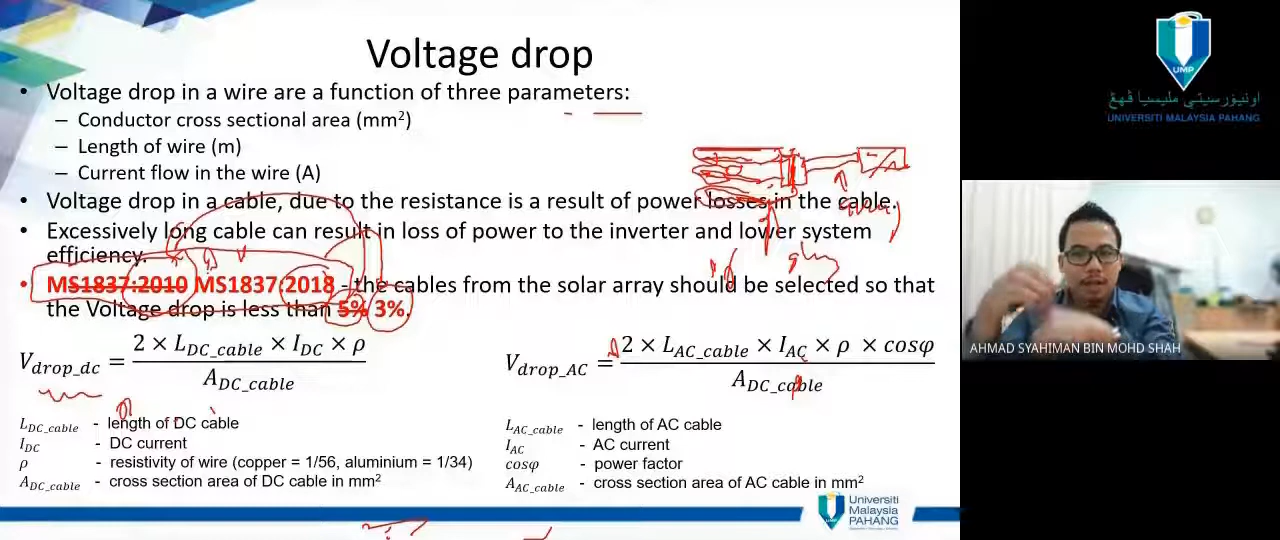 Voltage drop
• Voltage drop in a wire are a function of three parameters:
– Conductor cross sectional area (mm²)
– Length of wire (m)
– Current flow in the wire (A)
• Voltage drop in a cable, due to the resistance is a result of power losses in the cable.
• Excessively long cable can result in loss of power to the inverter and lower system
efficiency.
• MS1837:2010 MS1837:2018 - the cables from the solar array should be selected so that
the Voltage drop is less than 5% 3%.
V_drop_dc = (2 × L_DC_cable × I_DC × ρ) / A_DC_cable
V_drop_AC = (2 × L_AC_cable × I_AC × ρ × cosφ) / A_DC_cable
L_DC_cable - length of DC cable
I_DC - DC current
ρ - resistivity of wire (copper = 1/56, aluminium = 1/34)
A_DC_cable - cross section area of DC cable in mm²
L_AC_cable - length of AC cable
I_AC - AC current
cosφ - power factor
A_AC_cable - cross section area of AC cable in mm²
UMP
Universiti
Malaysia
PAHANG
UMP
اونيۏرسيتي مليسيا ڤهڠ
UNIVERSITI MALAYSIA PAHANG
AHMAD SYAHIMAN BIN MOHD SHAH